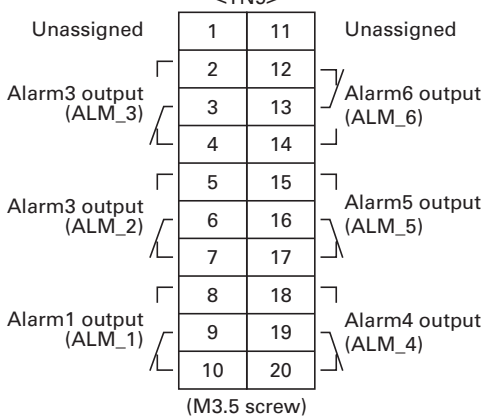 Unassigned 1 11 Unassigned
2 12
Alarm3 output 3 13 Alarm6 output
(ALM_3) (ALM_6)
4 14
5 15
Alarm3 output 6 16 Alarm5 output
(ALM_2) (ALM_5)
7 17
8 18
Alarm1 output 9 19 Alarm4 output
(ALM_1) (ALM_4)
10 20
(M3.5 screw)